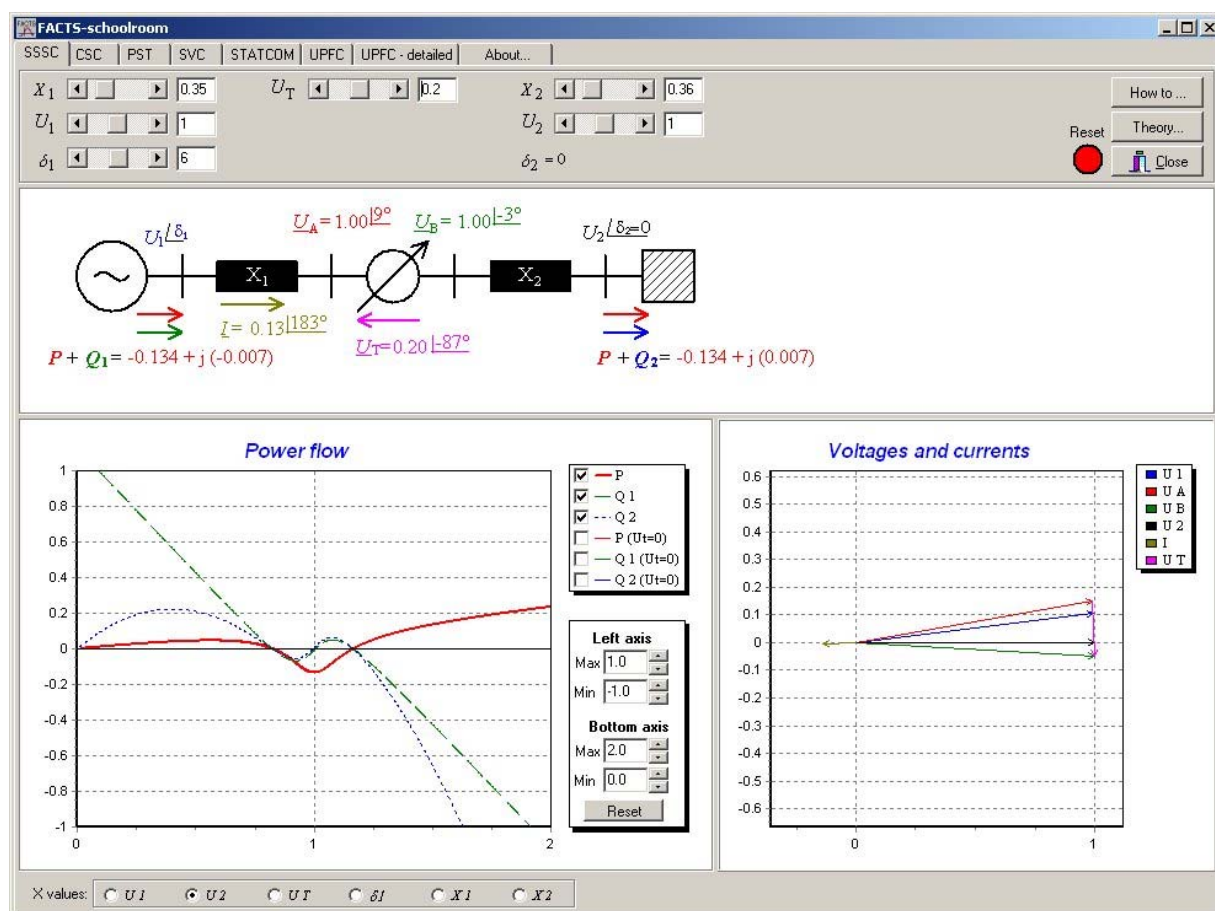 FACTS-schoolroom
SSSC CSC PST SVC STATCOM UPFC UPFC - detailed About...
X1 0.35 UT 0.2 X2 0.36 How to ...
U1 1 U2 1 Reset Theory...
δ1 6 δ2 = 0 Close
U1/δ1 UA = 1.00|9° UB = 1.00|-3° U2/δ2=0
X1 X2
I = 0.13|183° UT=0.20|-87°
P + Q1= -0.134 + j (-0.007) P + Q2= -0.134 + j (0.007)
Power flow
1
0.8
0.6
0.4
0.2
0
-0.2
-0.4
-0.6
-0.8
-1
0 1 2
P
Q 1
Q 2
P (Ut=0)
Q 1 (Ut=0)
Q 2 (Ut=0)
Left axis
Max 1.0
Min -1.0
Bottom axis
Max 2.0
Min 0.0
Reset
Voltages and currents
0.6
0.5
0.4
0.3
0.2
0.1
0
-0.1
-0.2
-0.3
-0.4
-0.5
-0.6
0 1
U 1
U A
U B
U 2
I
U T
X values: U1 U2 UT δ1 X1 X2